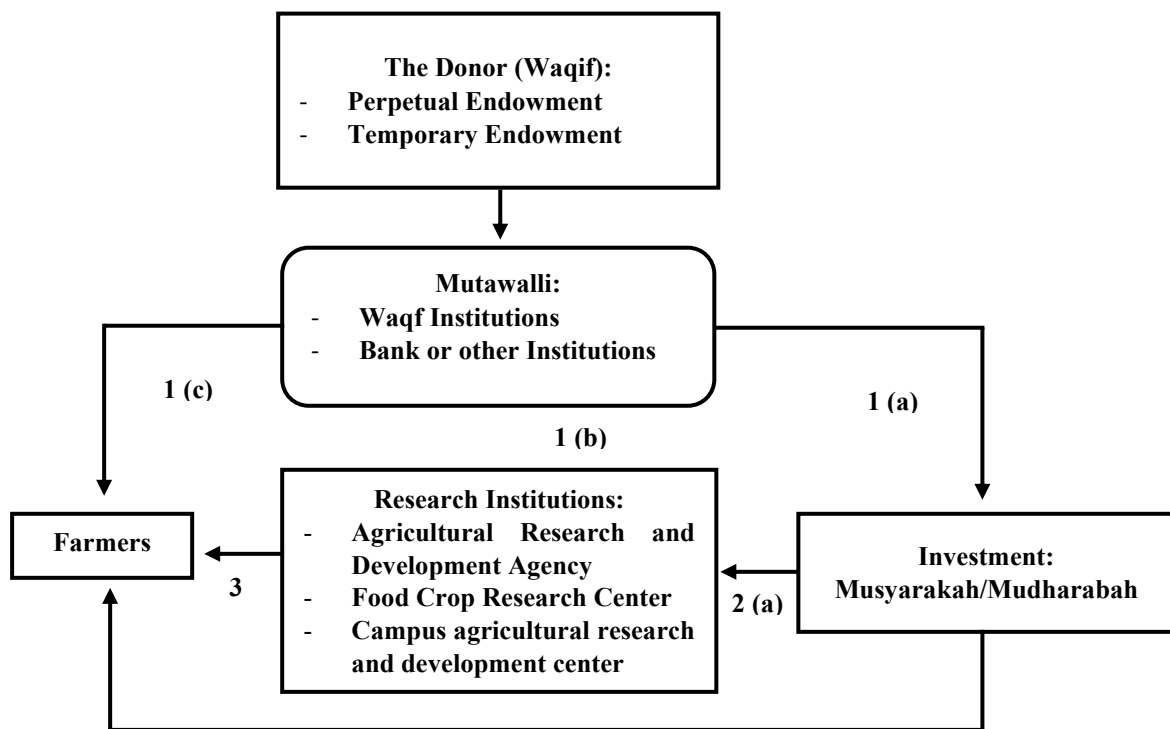 The Donor (Waqif):
- Perpetual Endowment
- Temporary Endowment
Mutawalli:
- Waqf Institutions
- Bank or other Institutions
1 (c)
1 (a)
1 (b)
Research Institutions:
- Agricultural Research and
Development Agency
- Food Crop Research Center
- Campus agricultural research
and development center
Farmers
3
Investment:
Musyarakah/Mudharabah
2 (a)